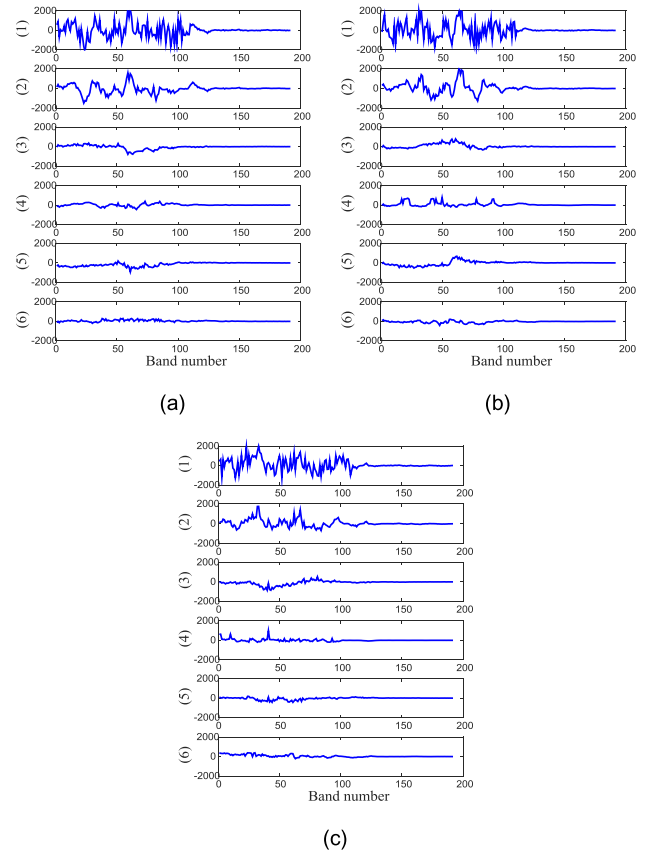 (1) 2000 0 -2000 0 50 100 150 200
(2) 2000 0 -2000 0 50 100 150 200
(3) 2000 0 -2000 0 50 100 150 200
(4) 2000 0 -2000 0 50 100 150 200
(5) 2000 0 -2000 0 50 100 150 200
(6) 2000 0 -2000 0 50 100 150 200
Band number
(a)
(1) 2000 0 -2000 0 50 100 150 200
(2) 2000 0 -2000 0 50 100 150 200
(3) 2000 0 -2000 0 50 100 150 200
(4) 2000 0 -2000 0 50 100 150 200
(5) 2000 0 -2000 0 50 100 150 200
(6) 2000 0 -2000 0 50 100 150 200
Band number
(b)
(1) 2000 0 -2000 0 50 100 150 200
(2) 2000 0 -2000 0 50 100 150 200
(3) 2000 0 -2000 0 50 100 150 200
(4) 2000 0 -2000 0 50 100 150 200
(5) 2000 0 -2000 0 50 100 150 200
(6) 2000 0 -2000 0 50 100 150 200
Band number
(c)